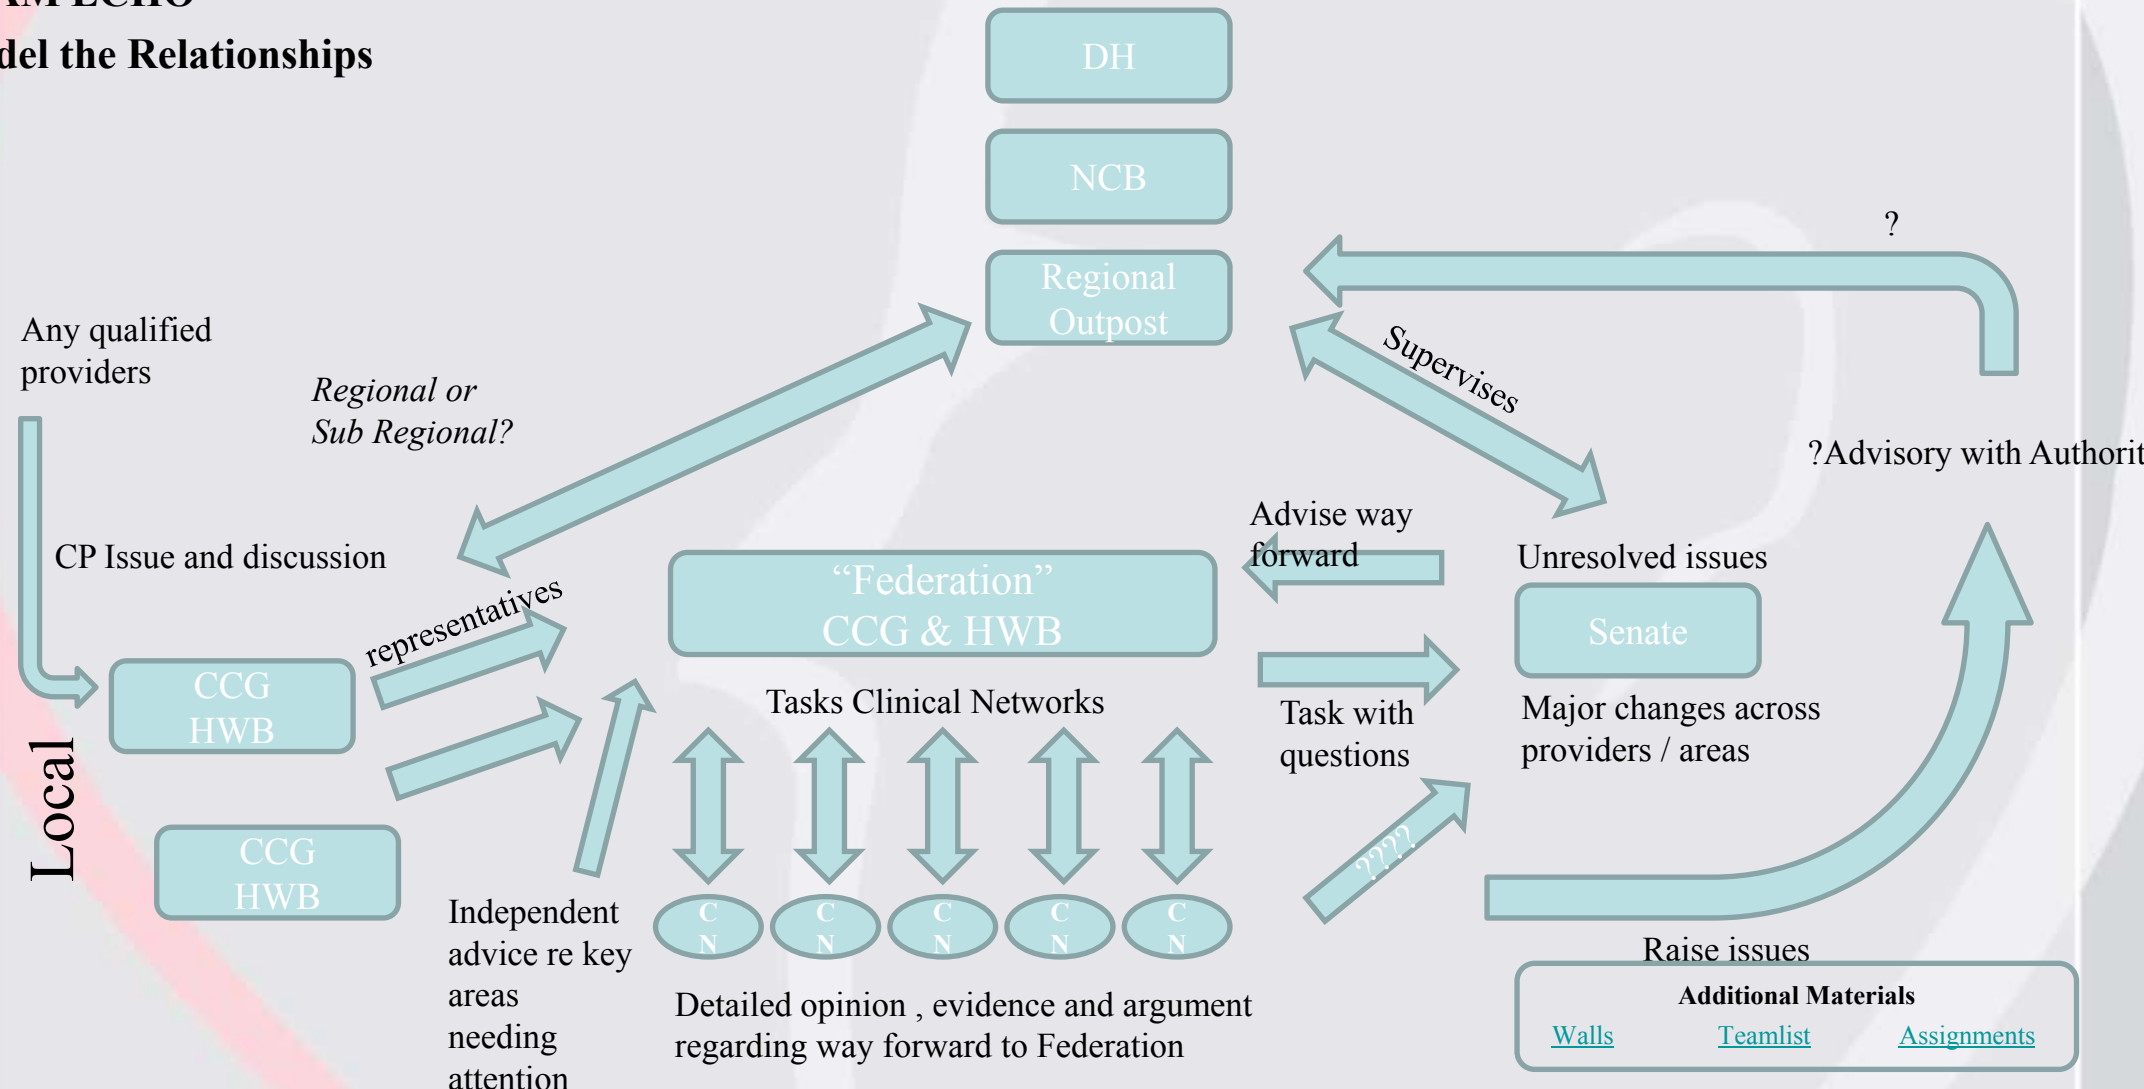 AM ECHO
del the Relationships
DH
NCB
Regional
Outpost
?
Any qualified
providers
Regional or
Sub Regional?
Supervises
?Advisory with Authorit
CP Issue and discussion
representatives
"Federation"
CCG & HWB
Advise way
forward
Unresolved issues
Senate
CCG
HWB
Tasks Clinical Networks
Task with
questions
Major changes across
providers / areas
Local
CCG
HWB
????
C
N
C
N
C
N
C
N
C
N
Independent
advice re key
areas
needing
attention
Detailed opinion , evidence and argument
regarding way forward to Federation
Raise issues
Additional Materials
Walls Teamlist Assignments